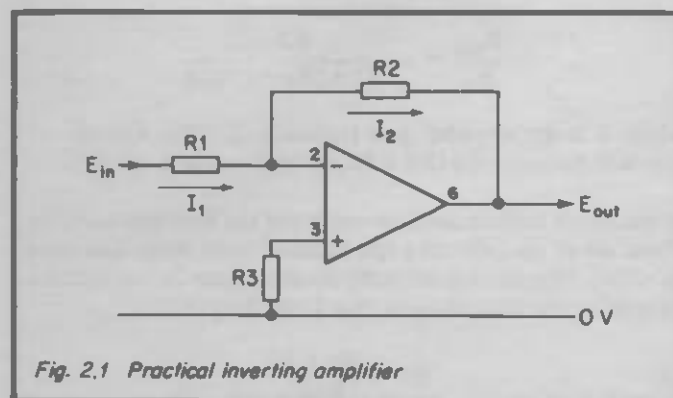 R2
I2
R1
Ein
I1
2
−
6
Eout
3
+
R3
0 V
Fig. 2.1 Practical inverting amplifier